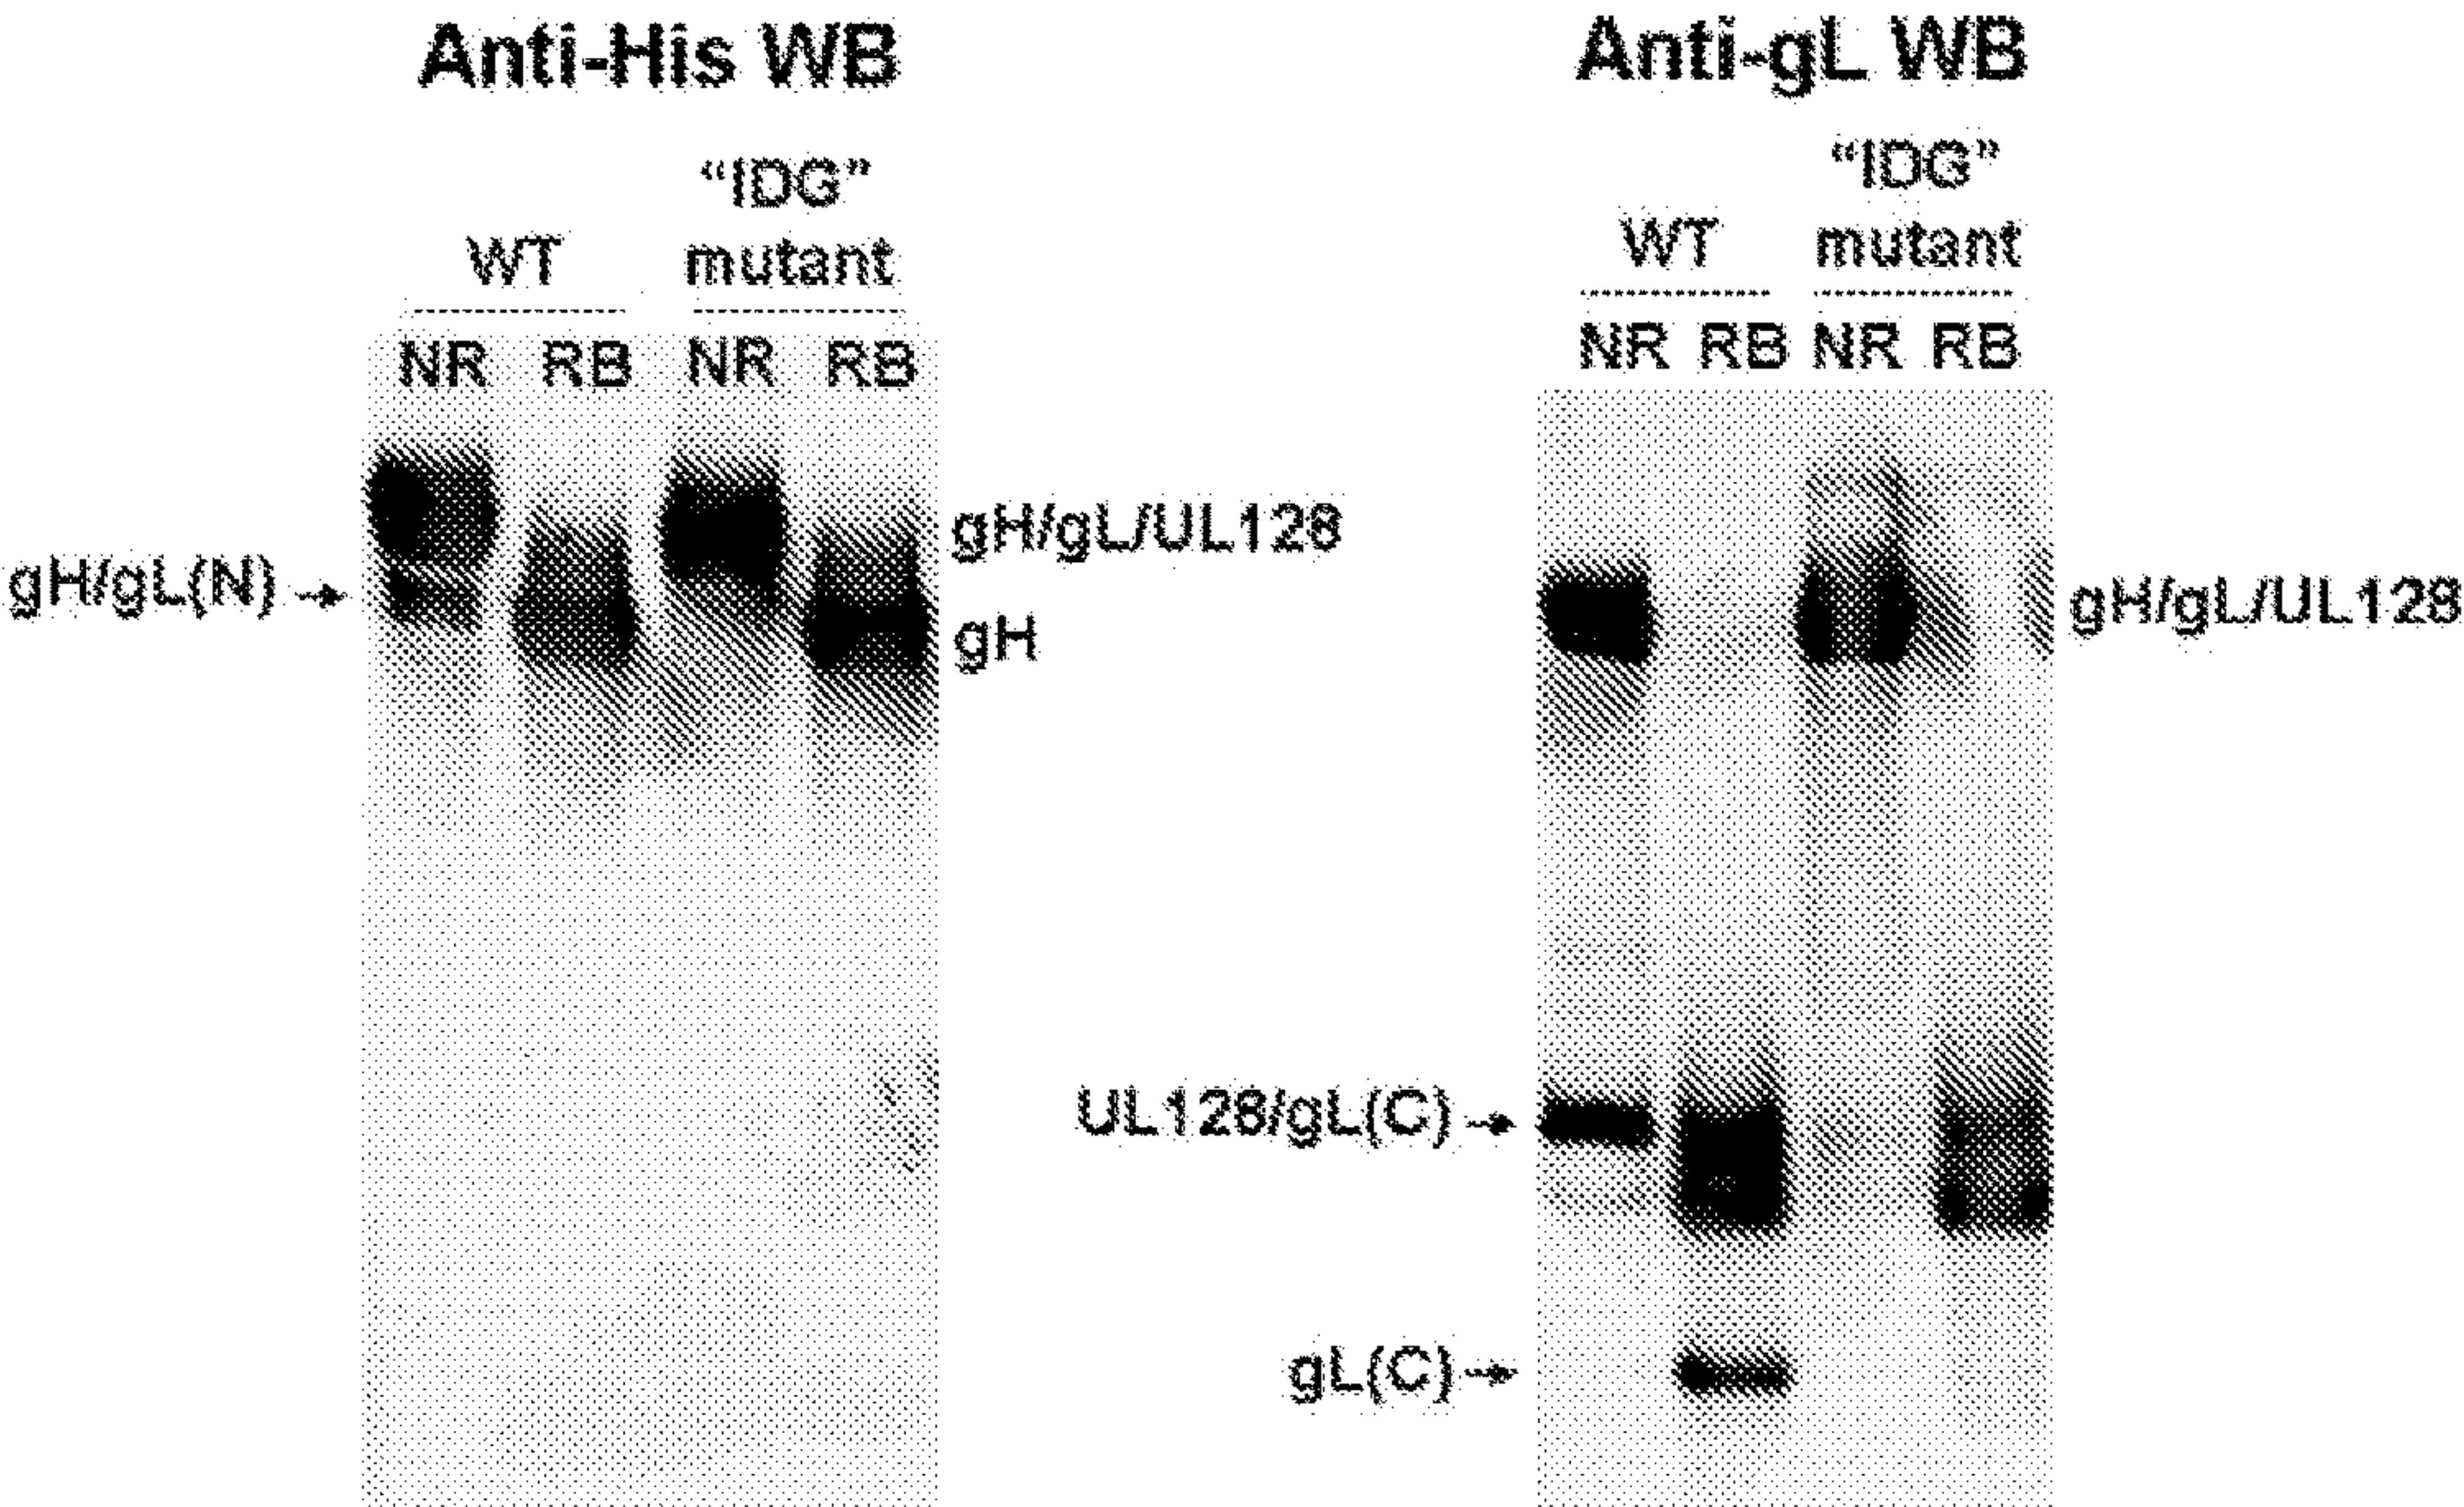 Anti-His WB
"IDG"
WT mutant
NR RB NR RB
gH/gL/UL128
gH/gL(N)
gH
Anti-gL WB
"IDG"
WT mutant
NR RB NR RB
gH/gL/UL128
UL128/gL(C)
gL(C)